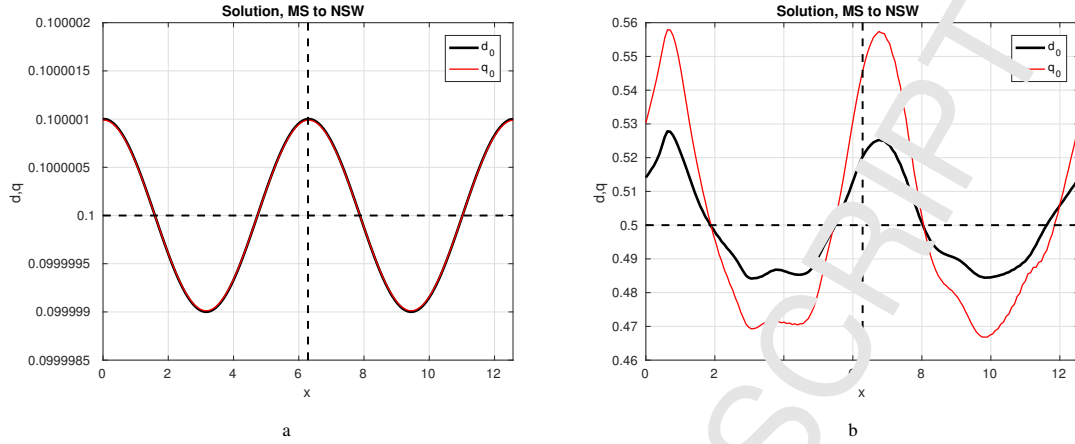 Solution, MS to NSW
0.100002
0.1000015
0.100001
0.1000005
0.1
0.0999995
0.099999
0.0999985
d,q
0 2 4 6 8 10 12
x
d0
q0
a
Solution, MS to NSW
0.56
0.55
0.54
0.53
0.52
0.51
0.5
0.49
0.48
0.47
0.46
d,q
0 2 4 6 8 10
x
d0
q0
b
SCRIPT